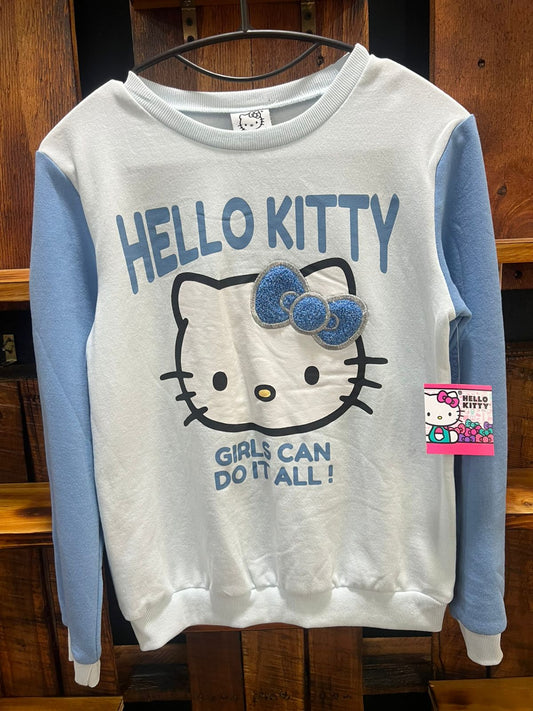 HELLO KITTY
GIRLS CAN
DO IT ALL!
HELLO
KITTY